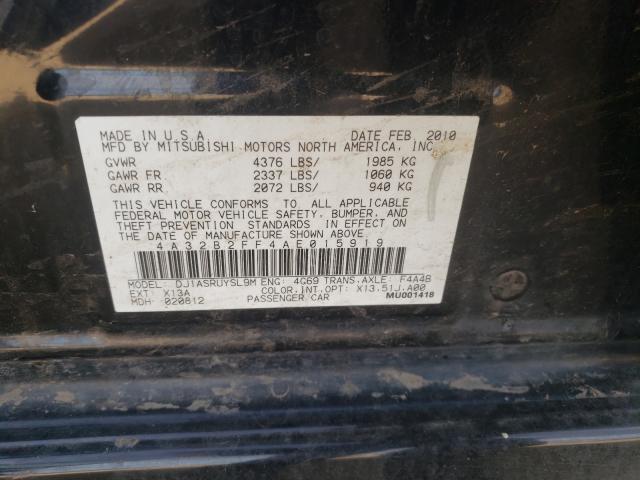 MADE IN U.S.A. DATE FEB. 2010
MFD BY MITSUBISHI MOTORS NORTH AMERICA, INC.
GVWR 4376 LBS/ 1985 KG
GAWR FR. 2337 LBS/ 1060 KG
GAWR RR. 2072 LBS/ 940 KG
THIS VEHICLE CONFORMS TO ALL APPLICABLE
FEDERAL MOTOR VEHICLE SAFETY, BUMPER, AND
THEFT PREVENTION STANDARDS IN EFFECT ON
THE DATE OF MANUFACTURE SHOWN ABOVE.
4A32B2FF4AE015919
MODEL: DJ1ASRUYSL9M ENG: 4G69 TRANS.AXLE: F4A4B
EXT: X13A COLOR.INT.OPT: X13.51J.A00
MDH: 020812 PASSENGER CAR MU001418